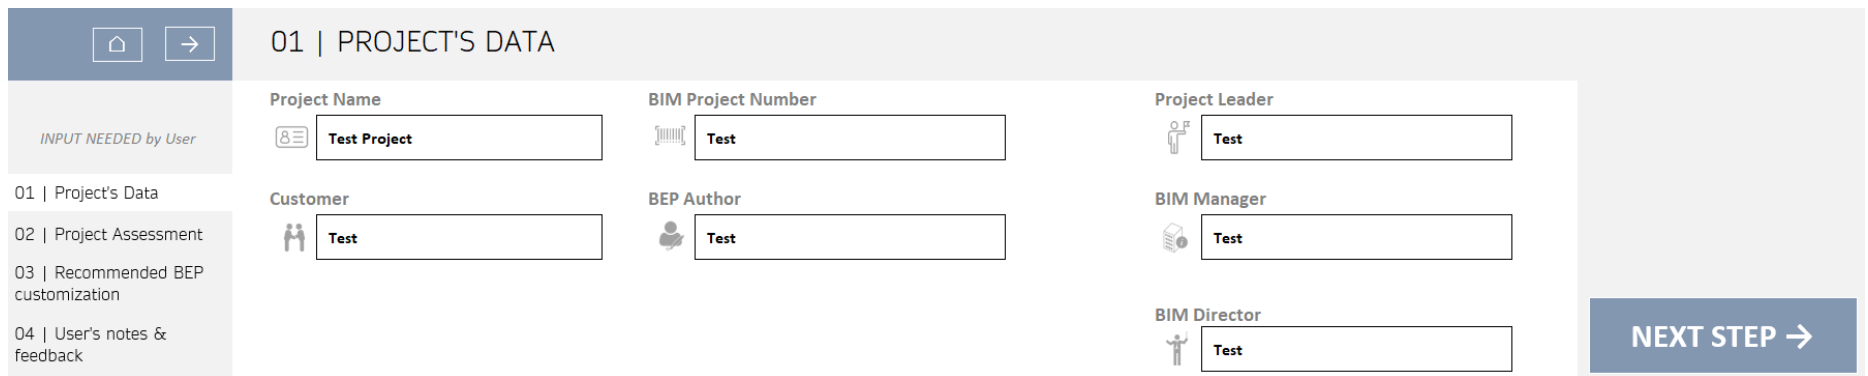 01 | PROJECT'S DATA
INPUT NEEDED by User
01 | Project's Data
02 | Project Assessment
03 | Recommended BEP
customization
04 | User's notes &
feedback
Project Name
Test Project
BIM Project Number
Test
Project Leader
Test
Customer
Test
BEP Author
Test
BIM Manager
Test
BIM Director
Test
NEXT STEP →